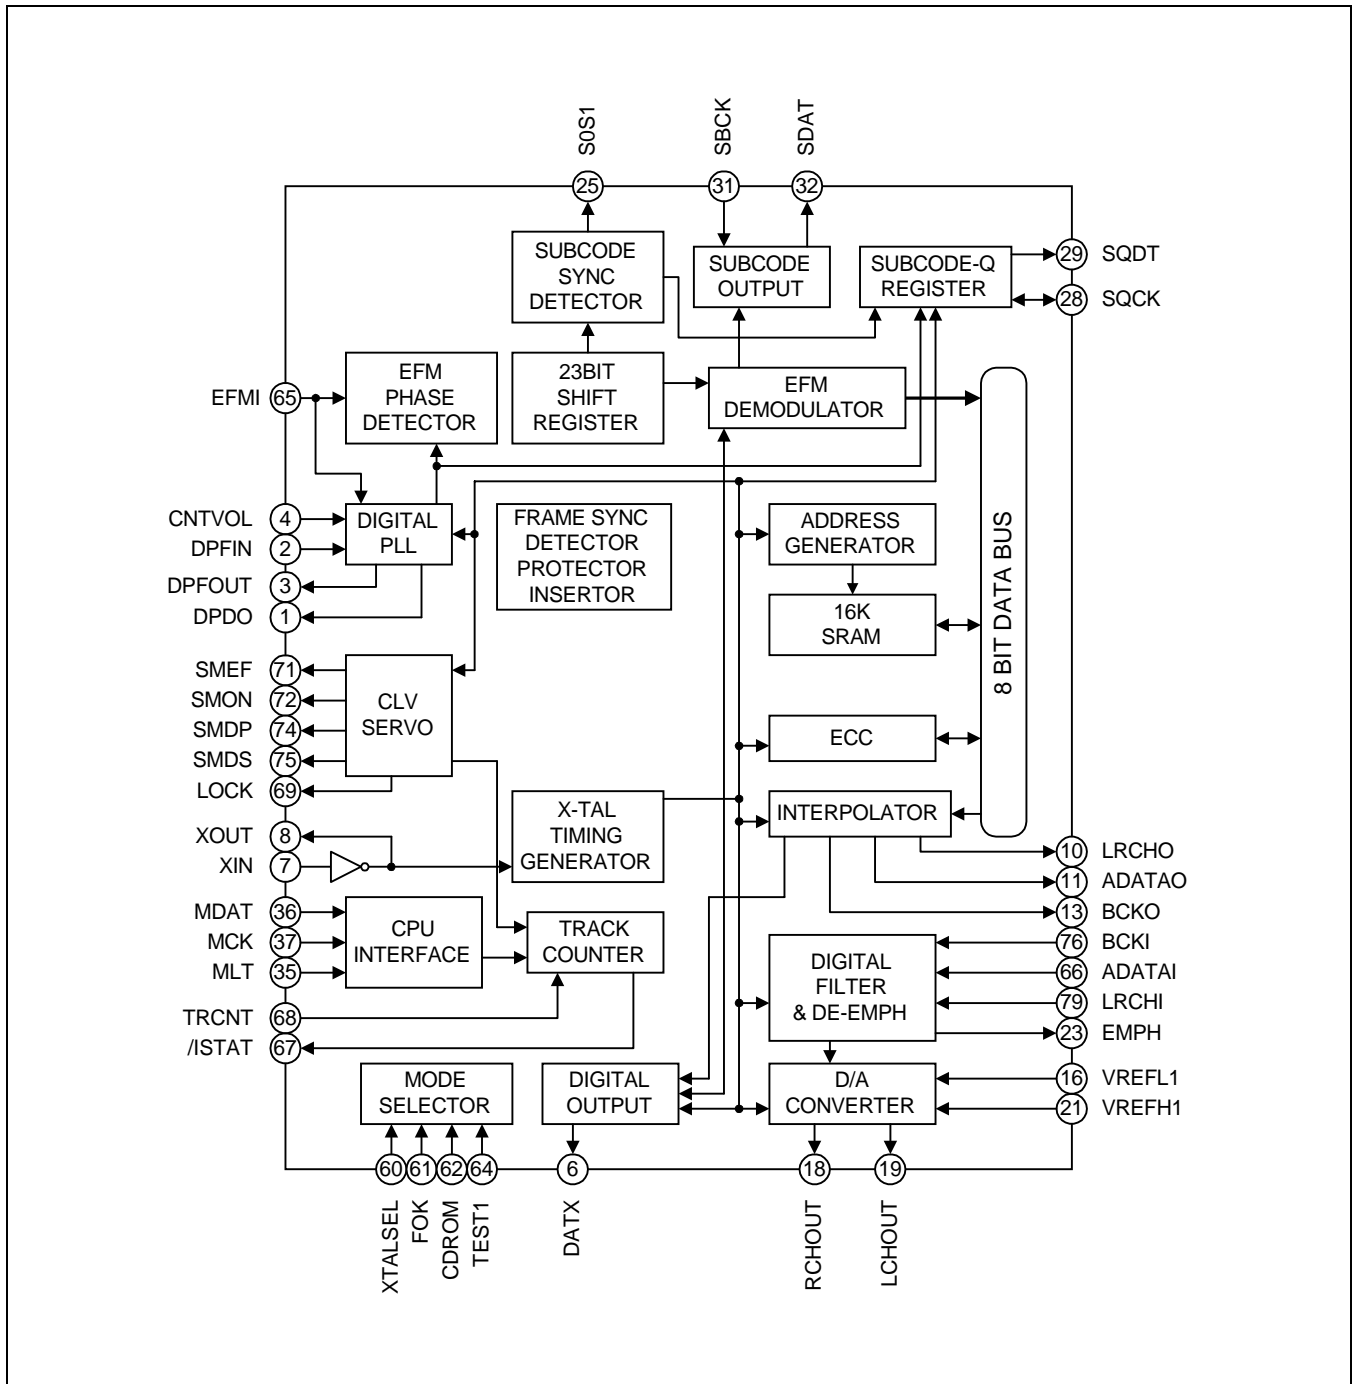 S0S1
SBCK
SDAT
25
31
32
SUBCODE
SYNC
DETECTOR
SUBCODE
OUTPUT
SUBCODE-Q
REGISTER
29 SQDT
28 SQCK
EFMI 65
EFM
PHASE
DETECTOR
23BIT
SHIFT
REGISTER
EFM
DEMODULATOR
8 BIT DATA BUS
CNTVOL 4
DPFIN 2
DPFOUT 3
DPDO 1
DIGITAL
PLL
FRAME SYNC
DETECTOR
PROTECTOR
INSERTOR
ADDRESS
GENERATOR
16K
SRAM
SMEF 71
SMON 72
SMDP 74
SMDS 75
LOCK 69
CLV
SERVO
ECC
XOUT 8
XIN 7
X-TAL
TIMING
GENERATOR
INTERPOLATOR
10 LRCHO
11 ADATAO
13 BCKO
MDAT 36
MCK 37
MLT 35
CPU
INTERFACE
TRACK
COUNTER
DIGITAL
FILTER
& DE-EMPH
76 BCKI
66 ADATAI
79 LRCHI
23 EMPH
TRCNT 68
/ISTAT 67
MODE
SELECTOR
DIGITAL
OUTPUT
D/A
CONVERTER
16 VREFL1
21 VREFH1
60
61
62
64
6
18
19
XTALSEL
FOK
CDROM
TEST1
DATX
RCHOUT
LCHOUT